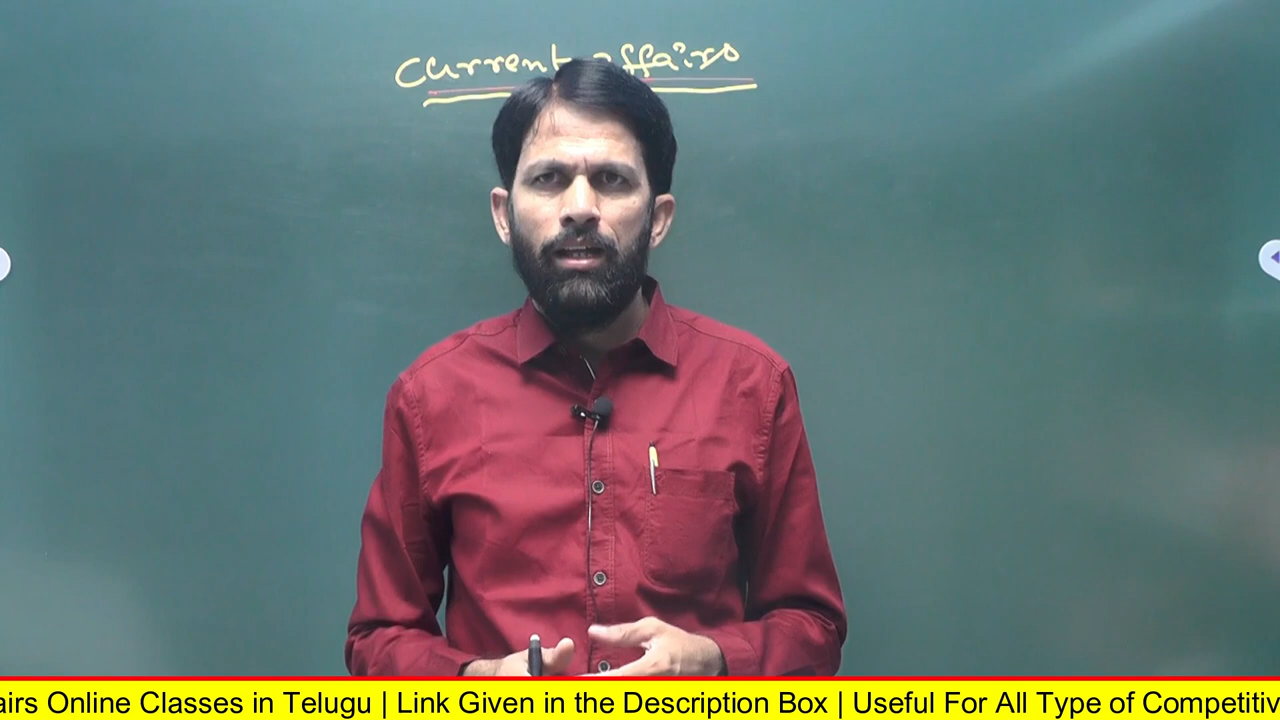 current affairs
airs Online Classes in Telugu | Link Given in the Description Box | Useful For All Type of Competitiv